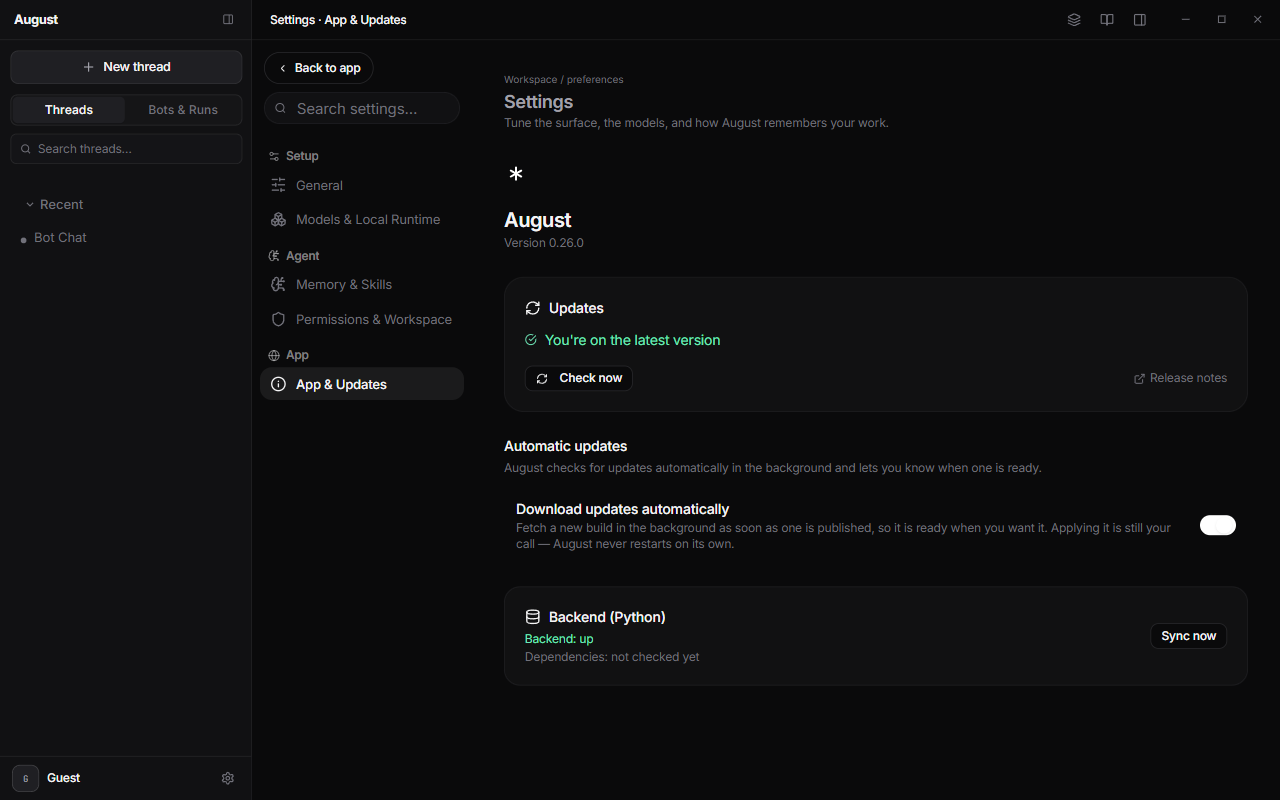 August
Settings · App & Updates
New thread
Threads
Bots & Runs
Search threads...
Recent
Bot Chat
G
Guest
Back to app
Search settings...
Setup
General
Models & Local Runtime
Agent
Memory & Skills
Permissions & Workspace
App
App & Updates
Workspace / preferences
Settings
Tune the surface, the models, and how August remembers your work.
August
Version 0.26.0
Updates
You're on the latest version
Check now
Release notes
Automatic updates
August checks for updates automatically in the background and lets you know when one is ready.
Download updates automatically
Fetch a new build in the background as soon as one is published, so it is ready when you want it. Applying it is still your
call — August never restarts on its own.
Backend (Python)
Backend: up
Dependencies: not checked yet
Sync now